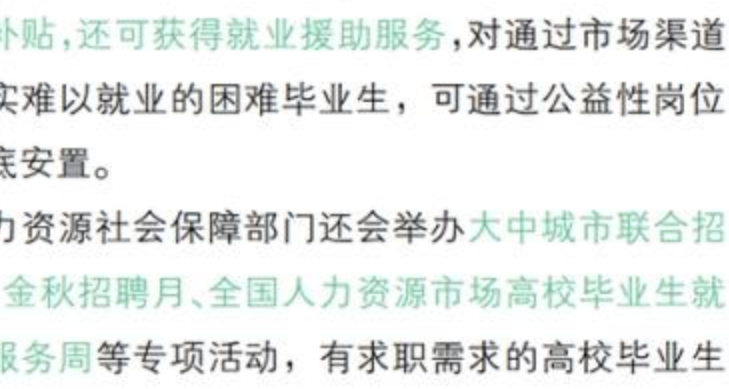 补贴,还可获得就业援助服务,对通过市场渠道
实难以就业的困难毕业生，可通过公益性岗位
底安置。
力资源社会保障部门还会举办大中城市联合招
金秋招聘月、全国人力资源市场高校毕业生就
服务周等专项活动，有求职需求的高校毕业生